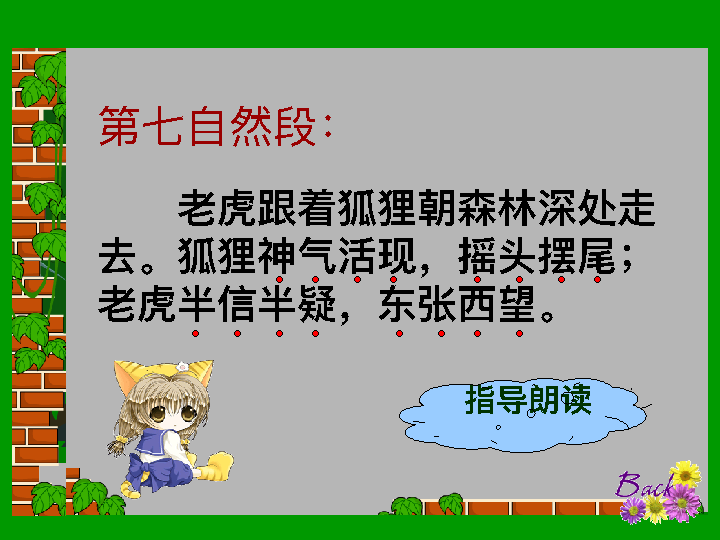 第七自然段：
老虎跟着狐狸朝森林深处走
去。狐狸神气活现，摇头摆尾；
老虎半信半疑，东张西望。
指导朗读
Back